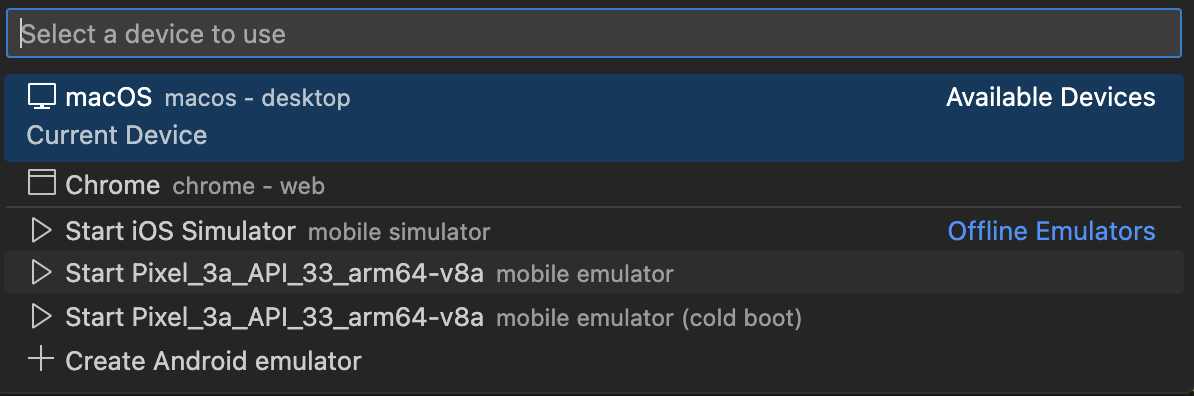 Select a device to use
macOS macos - desktop Available Devices
Current Device
Chrome chrome - web
Start iOS Simulator mobile simulator Offline Emulators
Start Pixel_3a_API_33_arm64-v8a mobile emulator
Start Pixel_3a_API_33_arm64-v8a mobile emulator (cold boot)
Create Android emulator